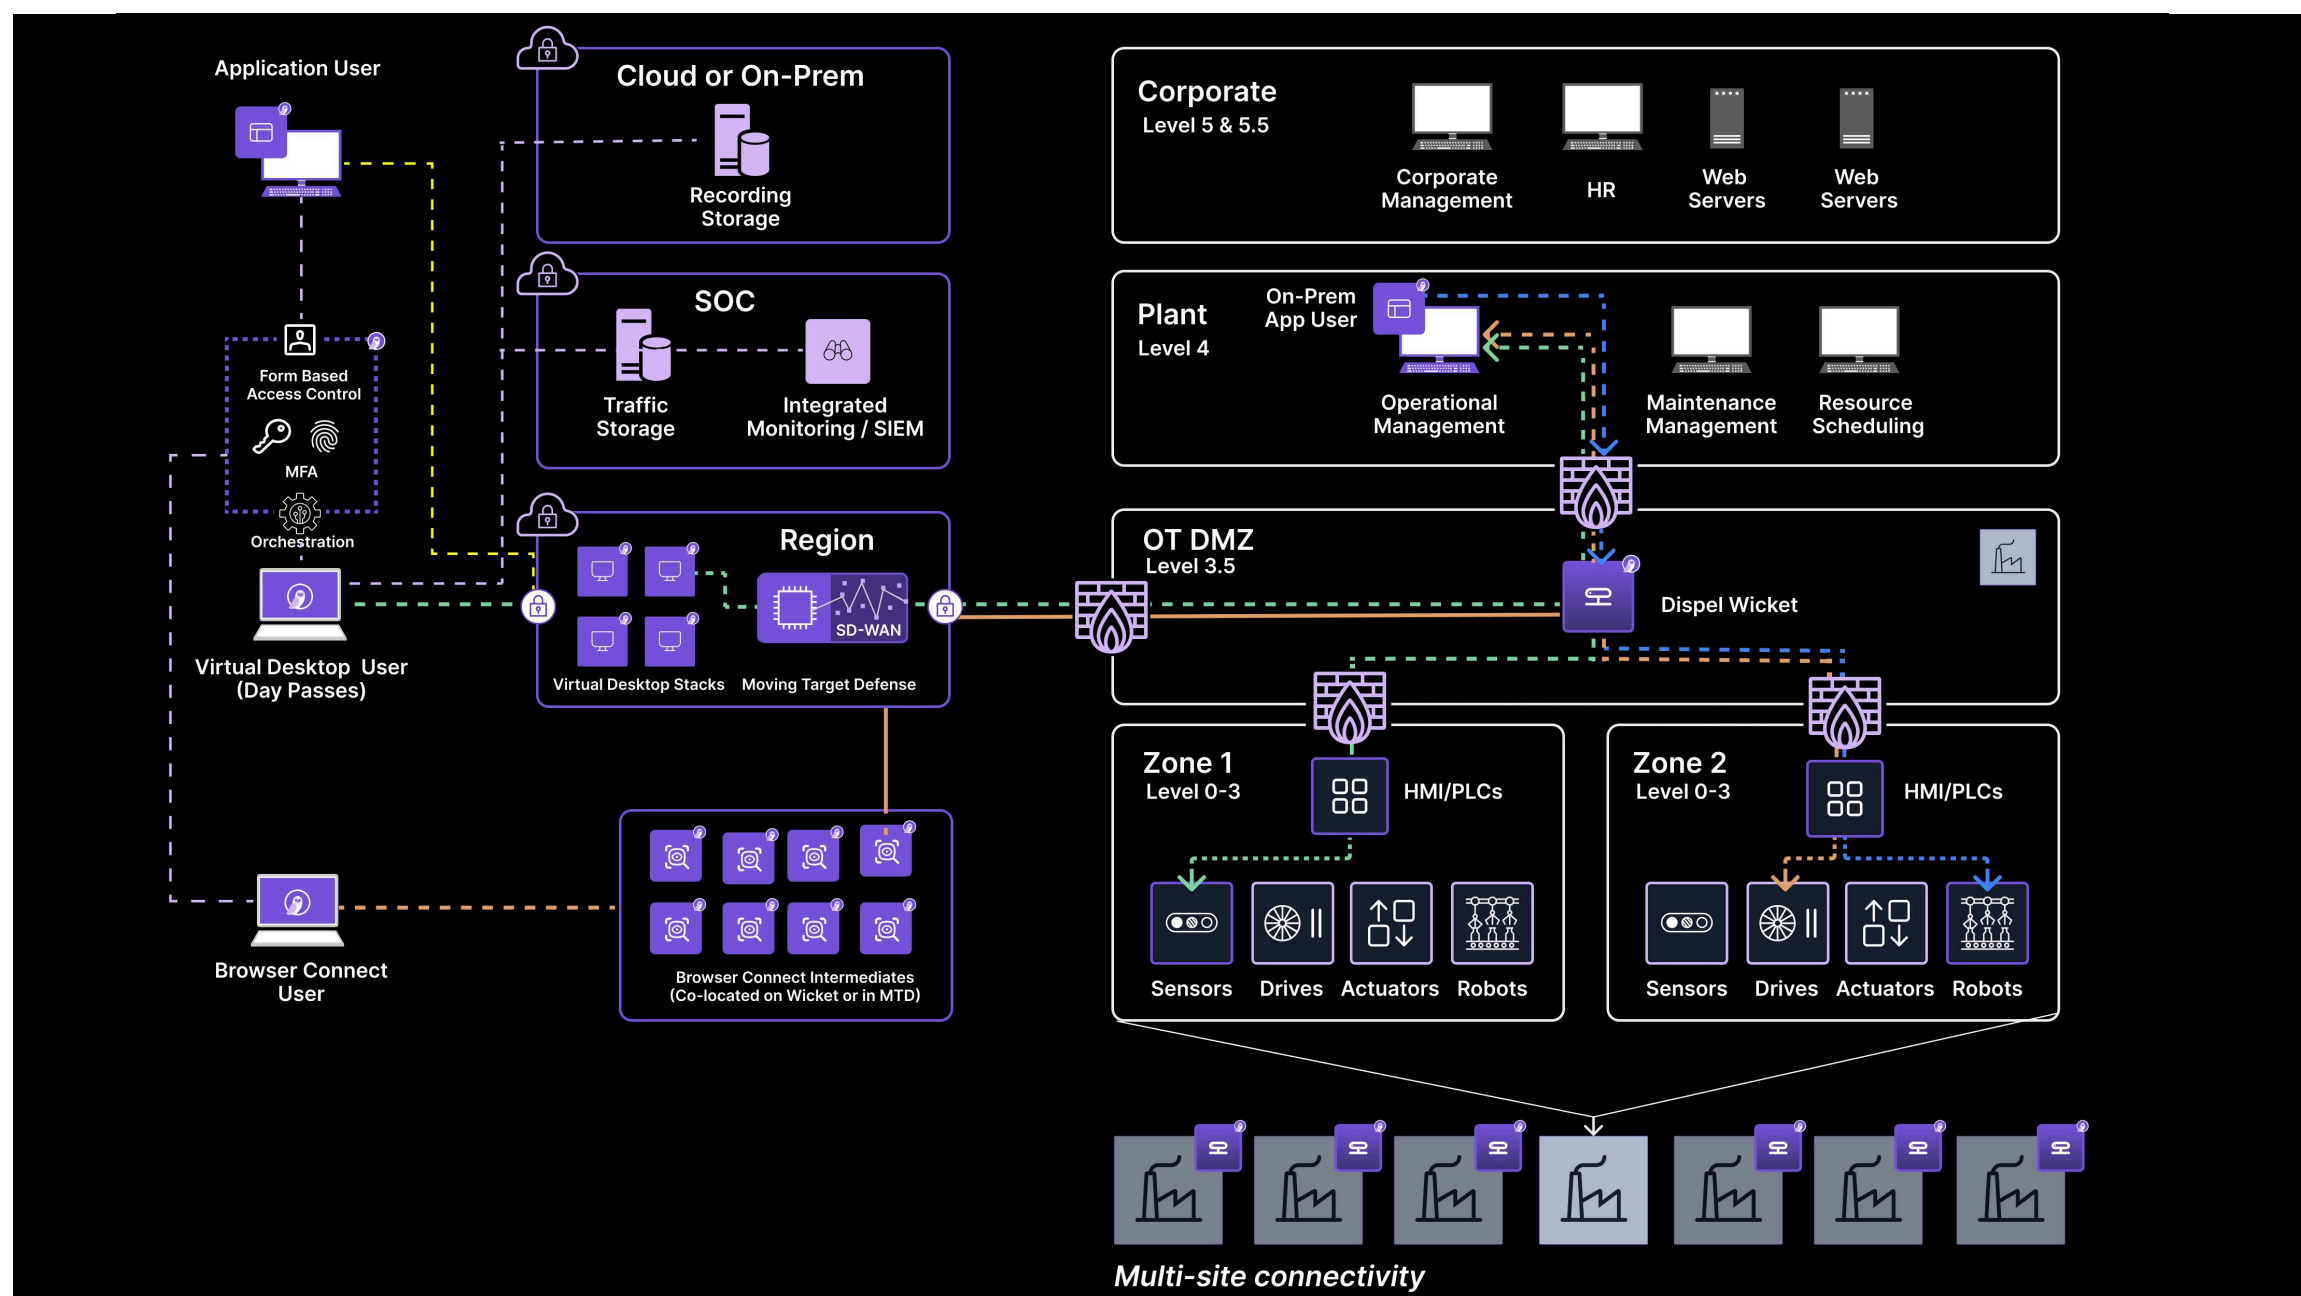 Application User
Form Based
Access Control
MFA
Orchestration
Virtual Desktop User
(Day Passes)
Browser Connect
User
Cloud or On-Prem
Recording
Storage
SOC
Traffic
Storage
Integrated
Monitoring / SIEM
Region
SD-WAN
Virtual Desktop Stacks
Moving Target Defense
Browser Connect Intermediates
(Co-located on Wicket or in MTD)
Corporate
Level 5 & 5.5
Corporate
Management
HR
Web
Servers
Web
Servers
Plant
Level 4
On-Prem
App User
Operational
Management
Maintenance
Management
Resource
Scheduling
OT DMZ
Level 3.5
Dispel Wicket
Zone 1
Level 0-3
HMI/PLCs
Sensors
Drives
Actuators
Robots
Zone 2
Level 0-3
HMI/PLCs
Sensors
Drives
Actuators
Robots
Multi-site connectivity